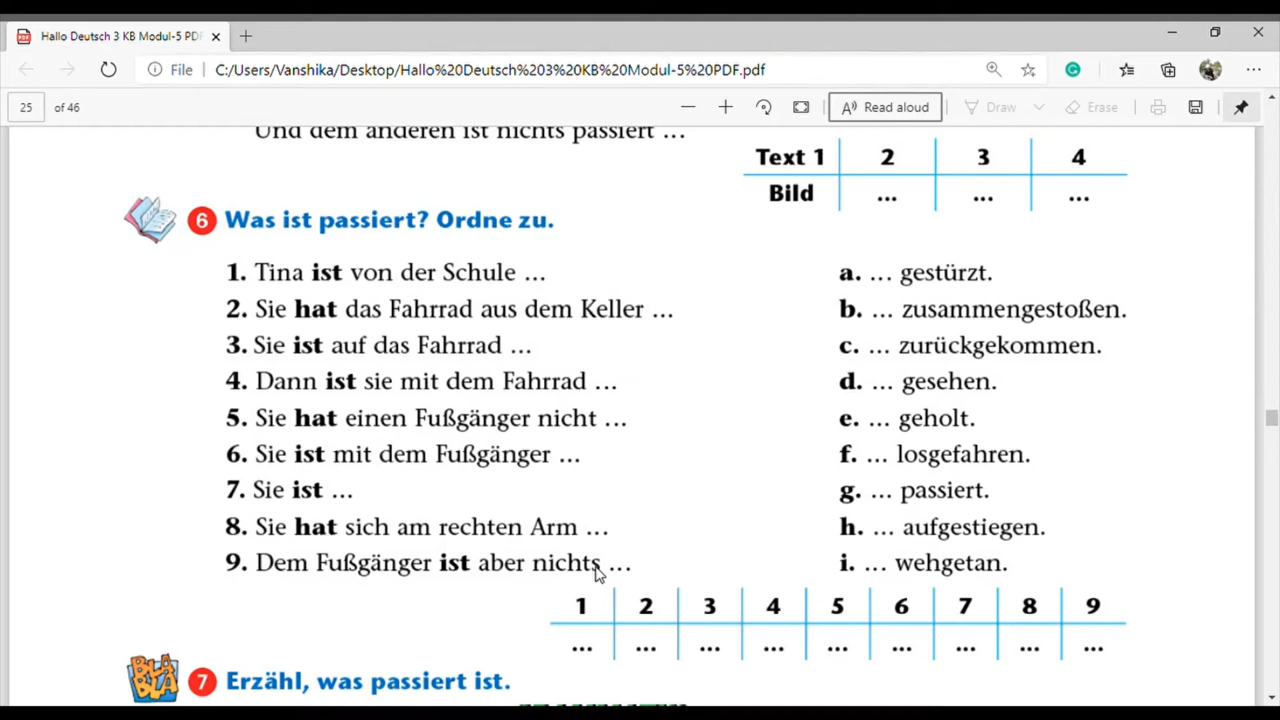 Hallo Deutsch 3 KB Modul-5 PDF
File C:/Users/Vanshika/Desktop/Hallo%20Deutsch%203%20KB%20Modul-5%20PDF.pdf
25 of 46 Read aloud Draw Erase
Und dem anderen ist nichts passiert ...
Text 1 2 3 4
Bild ... ... ...
6 Was ist passiert? Ordne zu.
1. Tina ist von der Schule ... a. ... gestürzt.
2. Sie hat das Fahrrad aus dem Keller ... b. ... zusammengestoßen.
3. Sie ist auf das Fahrrad ... c. ... zurückgekommen.
4. Dann ist sie mit dem Fahrrad ... d. ... gesehen.
5. Sie hat einen Fußgänger nicht ... e. ... geholt.
6. Sie ist mit dem Fußgänger ... f. ... losgefahren.
7. Sie ist ... g. ... passiert.
8. Sie hat sich am rechten Arm ... h. ... aufgestiegen.
9. Dem Fußgänger ist aber nichts ... i. ... wehgetan.
1 2 3 4 5 6 7 8 9
... ... ... ... ... ... ... ... ...
BLA BLA
7 Erzähl, was passiert ist.